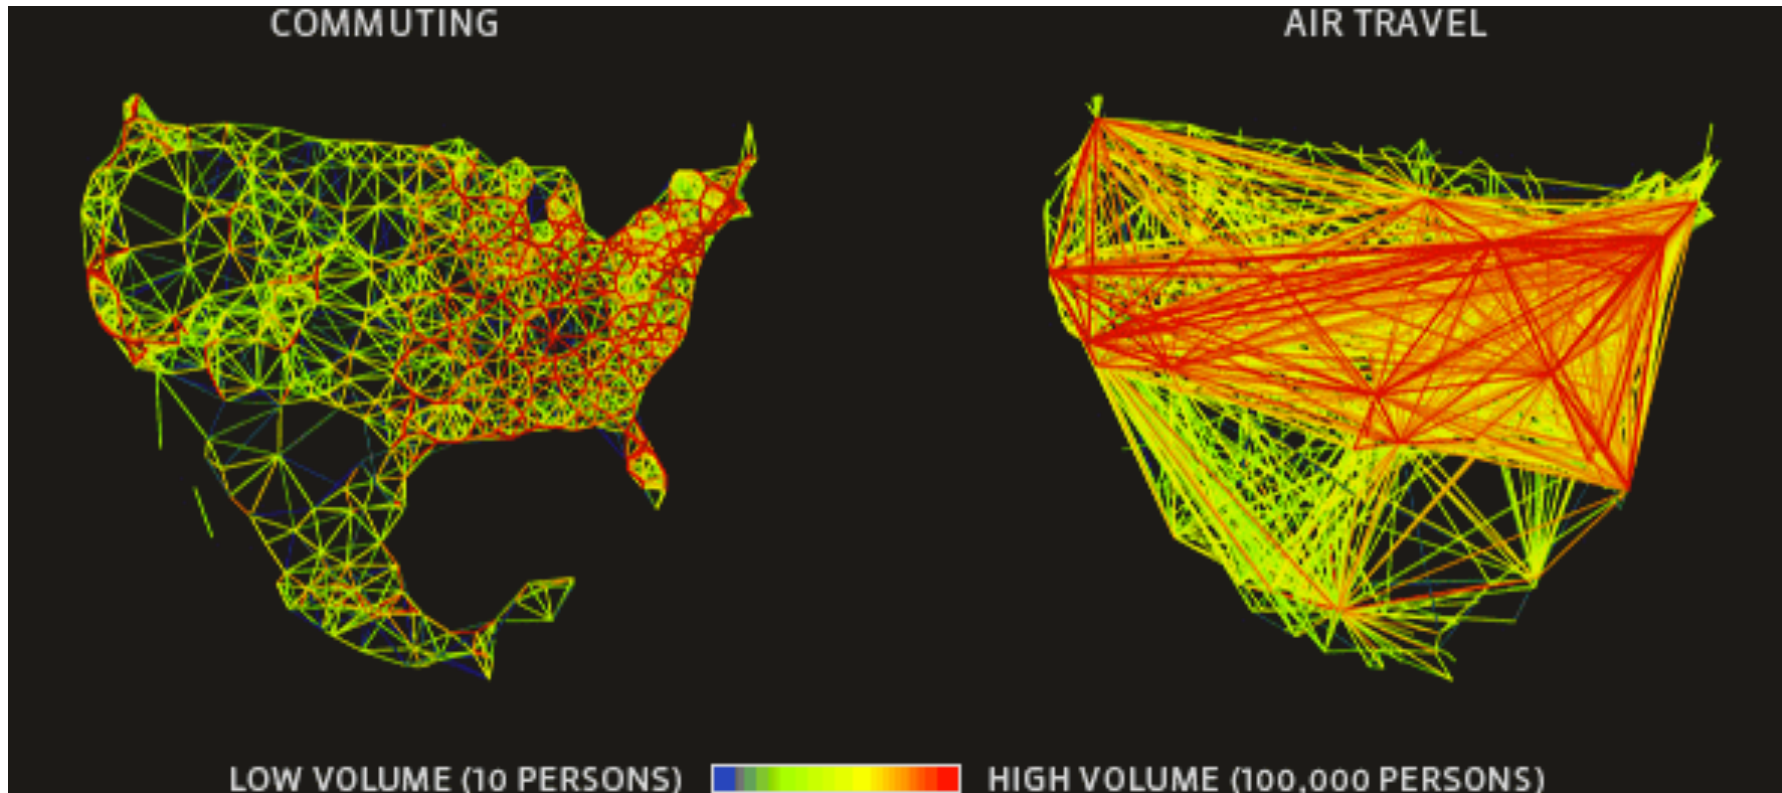 COMMUTING
AIR TRAVEL
LOW VOLUME (10 PERSONS)
HIGH VOLUME (100,000 PERSONS)